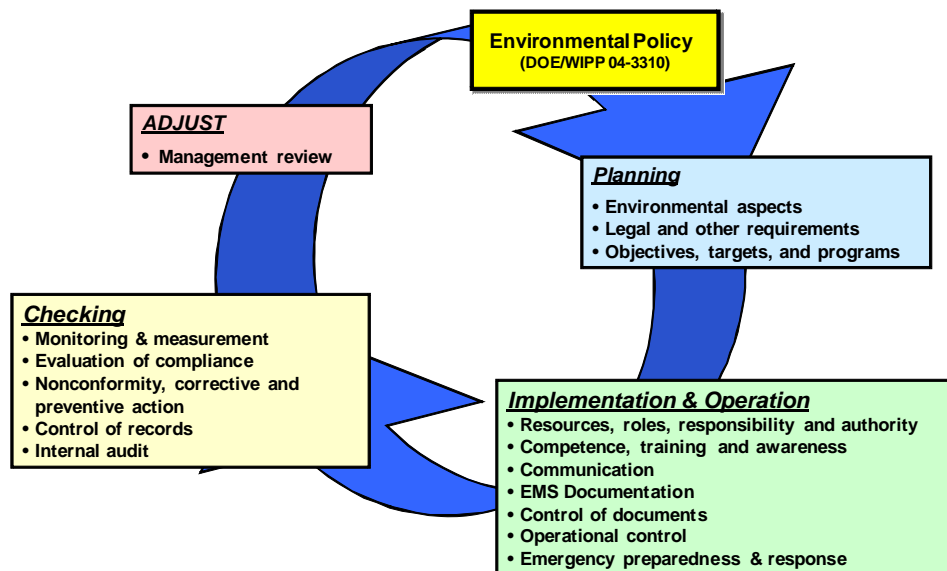 Environmental Policy
(DOE/WIPP 04-3310)
ADJUST
• Management review
Planning
• Environmental aspects
• Legal and other requirements
• Objectives, targets, and programs
Checking
• Monitoring & measurement
• Evaluation of compliance
• Nonconformity, corrective and
preventive action
• Control of records
• Internal audit
Implementation & Operation
• Resources, roles, responsibility and authority
• Competence, training and awareness
• Communication
• EMS Documentation
• Control of documents
• Operational control
• Emergency preparedness & response